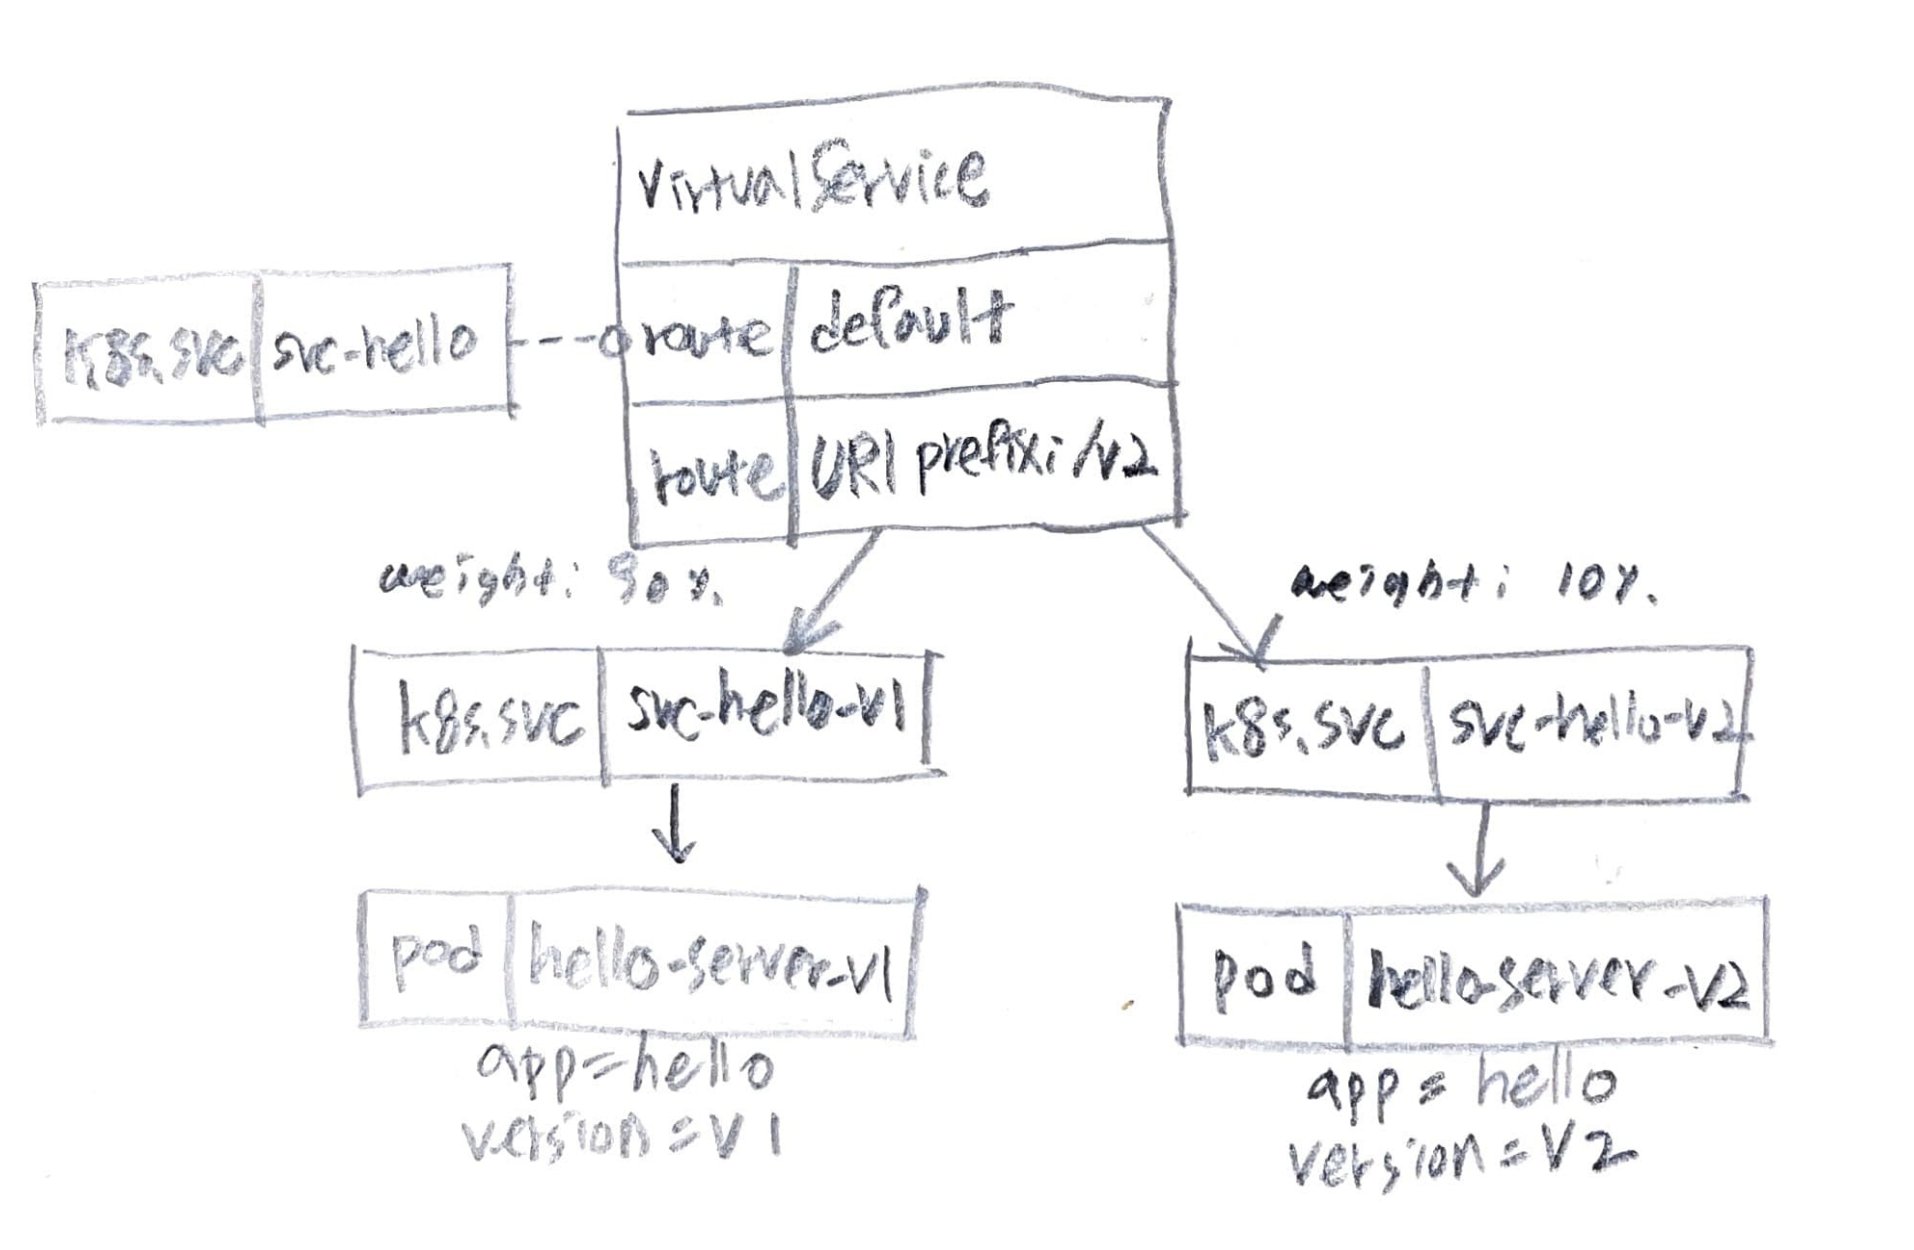 VirtualService
k8s.svc svc-hello
route default
route URI prefix:/v2
weight: 90%
weight: 10%
k8s.svc svc-hello-v1
k8s.svc svc-hello-v2
pod hello-server-v1
pod hello-server-v2
app=hello
version=v1
app=hello
version=v2